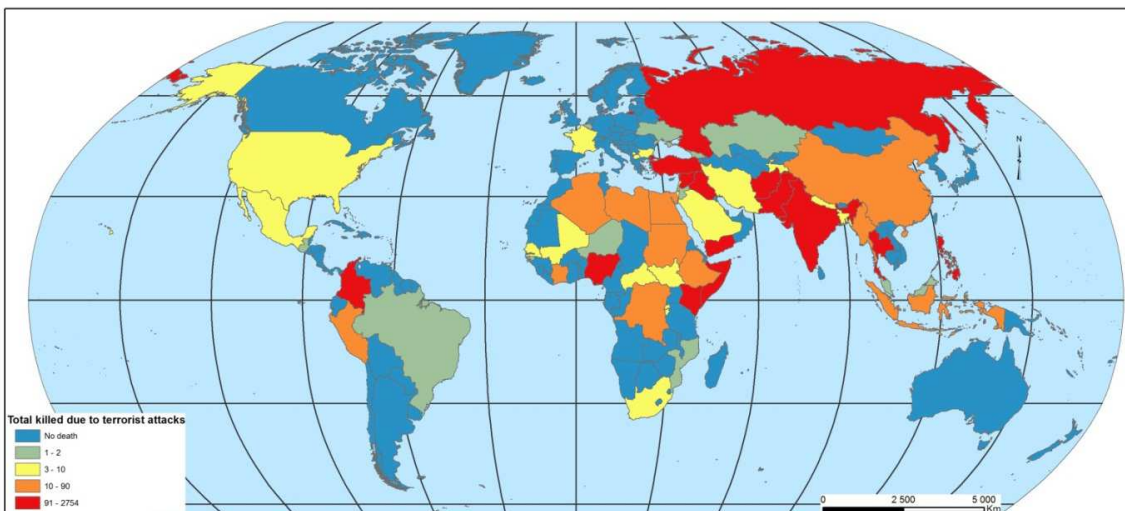 N
Total killed due to terrorist attacks
No death
1 - 2
3 - 10
10 - 90
91 - 2754
0 2 500 5 000
Km